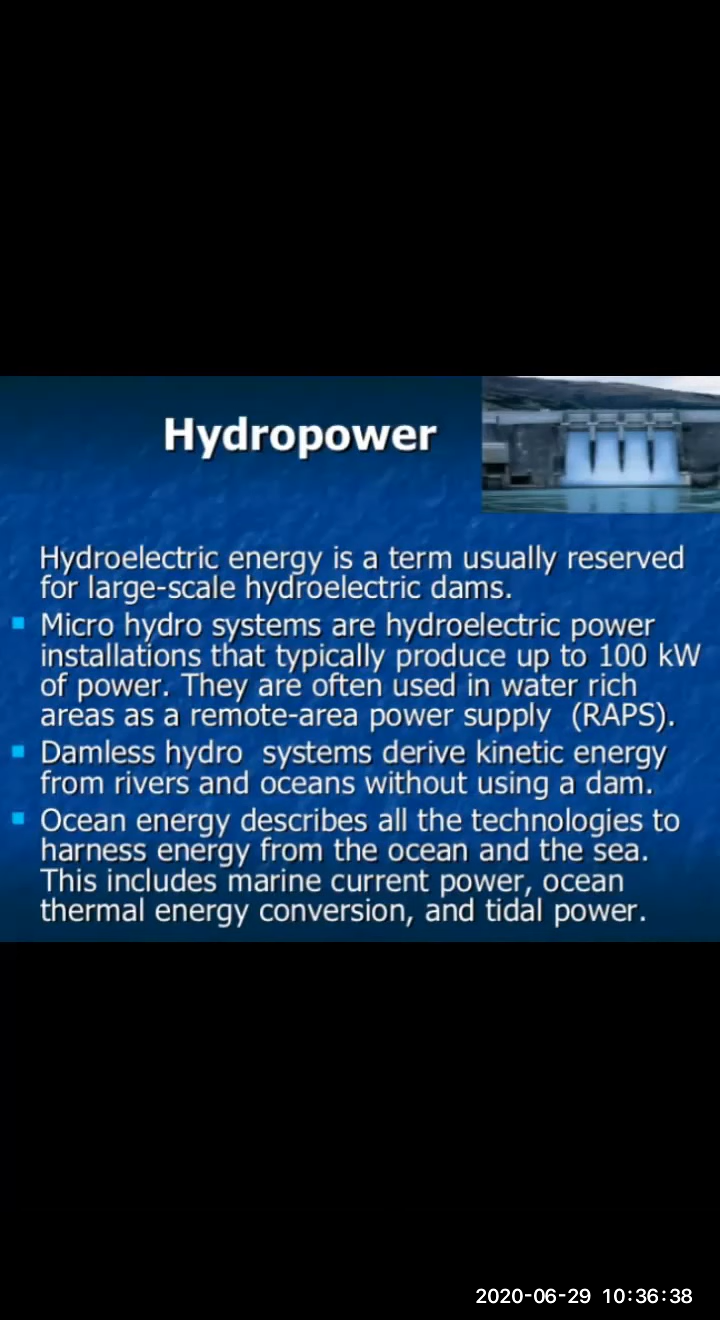 Hydropower
Hydroelectric energy is a term usually reserved
for large-scale hydroelectric dams.
Micro hydro systems are hydroelectric power
installations that typically produce up to 100 kW
of power. They are often used in water rich
areas as a remote-area power supply (RAPS).
Damless hydro systems derive kinetic energy
from rivers and oceans without using a dam.
Ocean energy describes all the technologies to
harness energy from the ocean and the sea.
This includes marine current power, ocean
thermal energy conversion, and tidal power.
2020-06-29 10:36:38